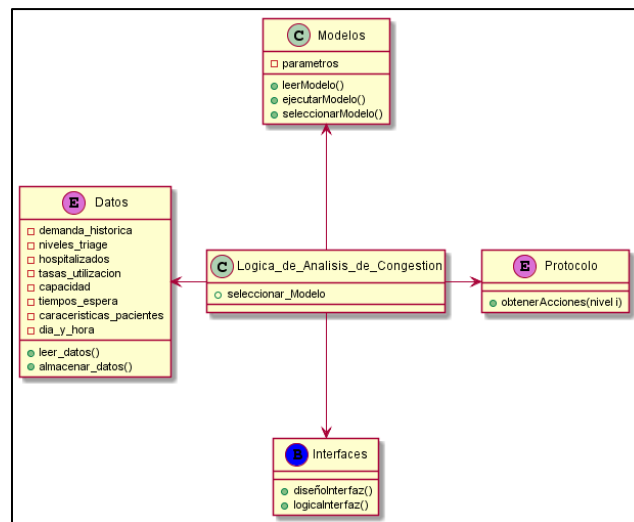 C Modelos
parametros
leerModelo()
ejecutarModelo()
seleccionarModelo()
E Datos
demanda_historica
niveles_triage
hospitalizados
tasas_utilizacion
capacidad
tiempos_espera
caraceristicas_pacientes
dia_y_hora
leer_datos()
almacenar_datos()
C Logica_de_Analisis_de_Congestion
seleccionar_Modelo
E Protocolo
obtenerAcciones(nivel i)
B Interfaces
diseñoInterfaz()
logicaInterfaz()